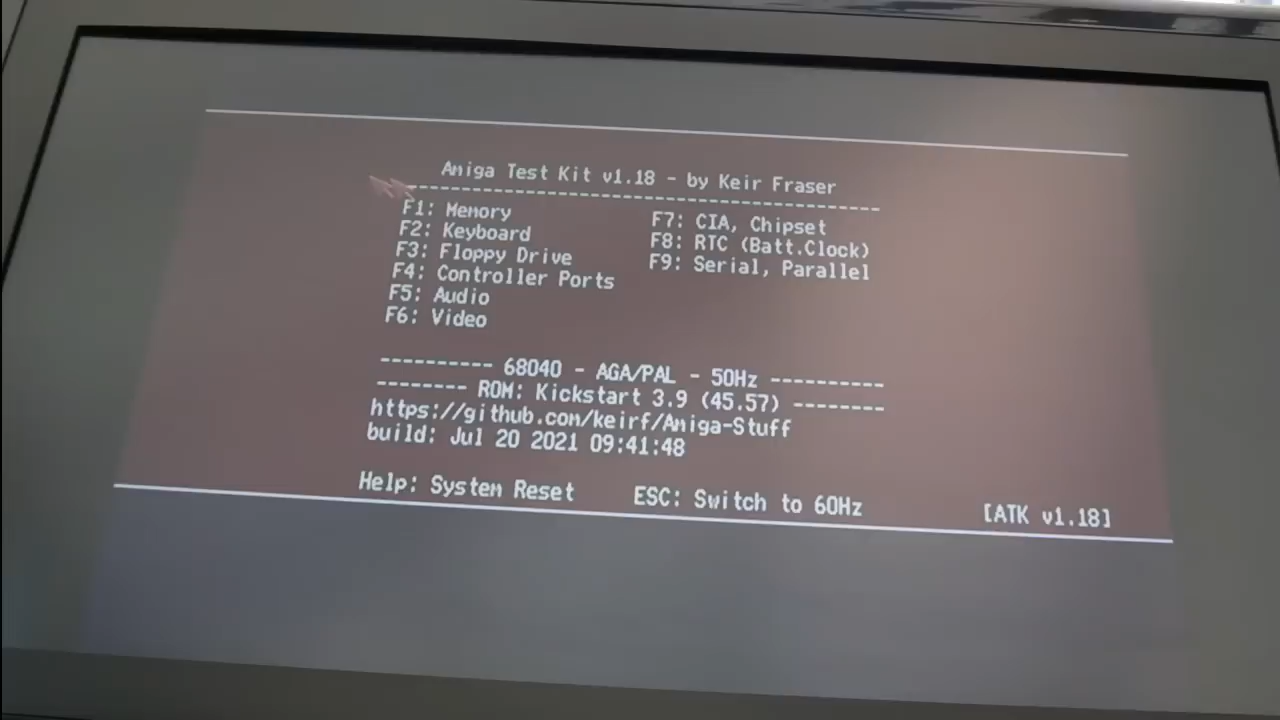 Amiga Test Kit v1.18 - by Keir Fraser
------------------------------------------------------
F1: Memory F7: CIA, Chipset
F2: Keyboard F8: RTC (Batt.Clock)
F3: Floppy Drive F9: Serial, Parallel
F4: Controller Ports
F5: Audio
F6: Video
---------- 68040 - AGA/PAL - 50Hz ----------
-------- ROM: Kickstart 3.9 (45.57) --------
https://github.com/keirf/Amiga-Stuff
build: Jul 20 2021 09:41:48
Help: System Reset ESC: Switch to 60Hz [ATK v1.18]